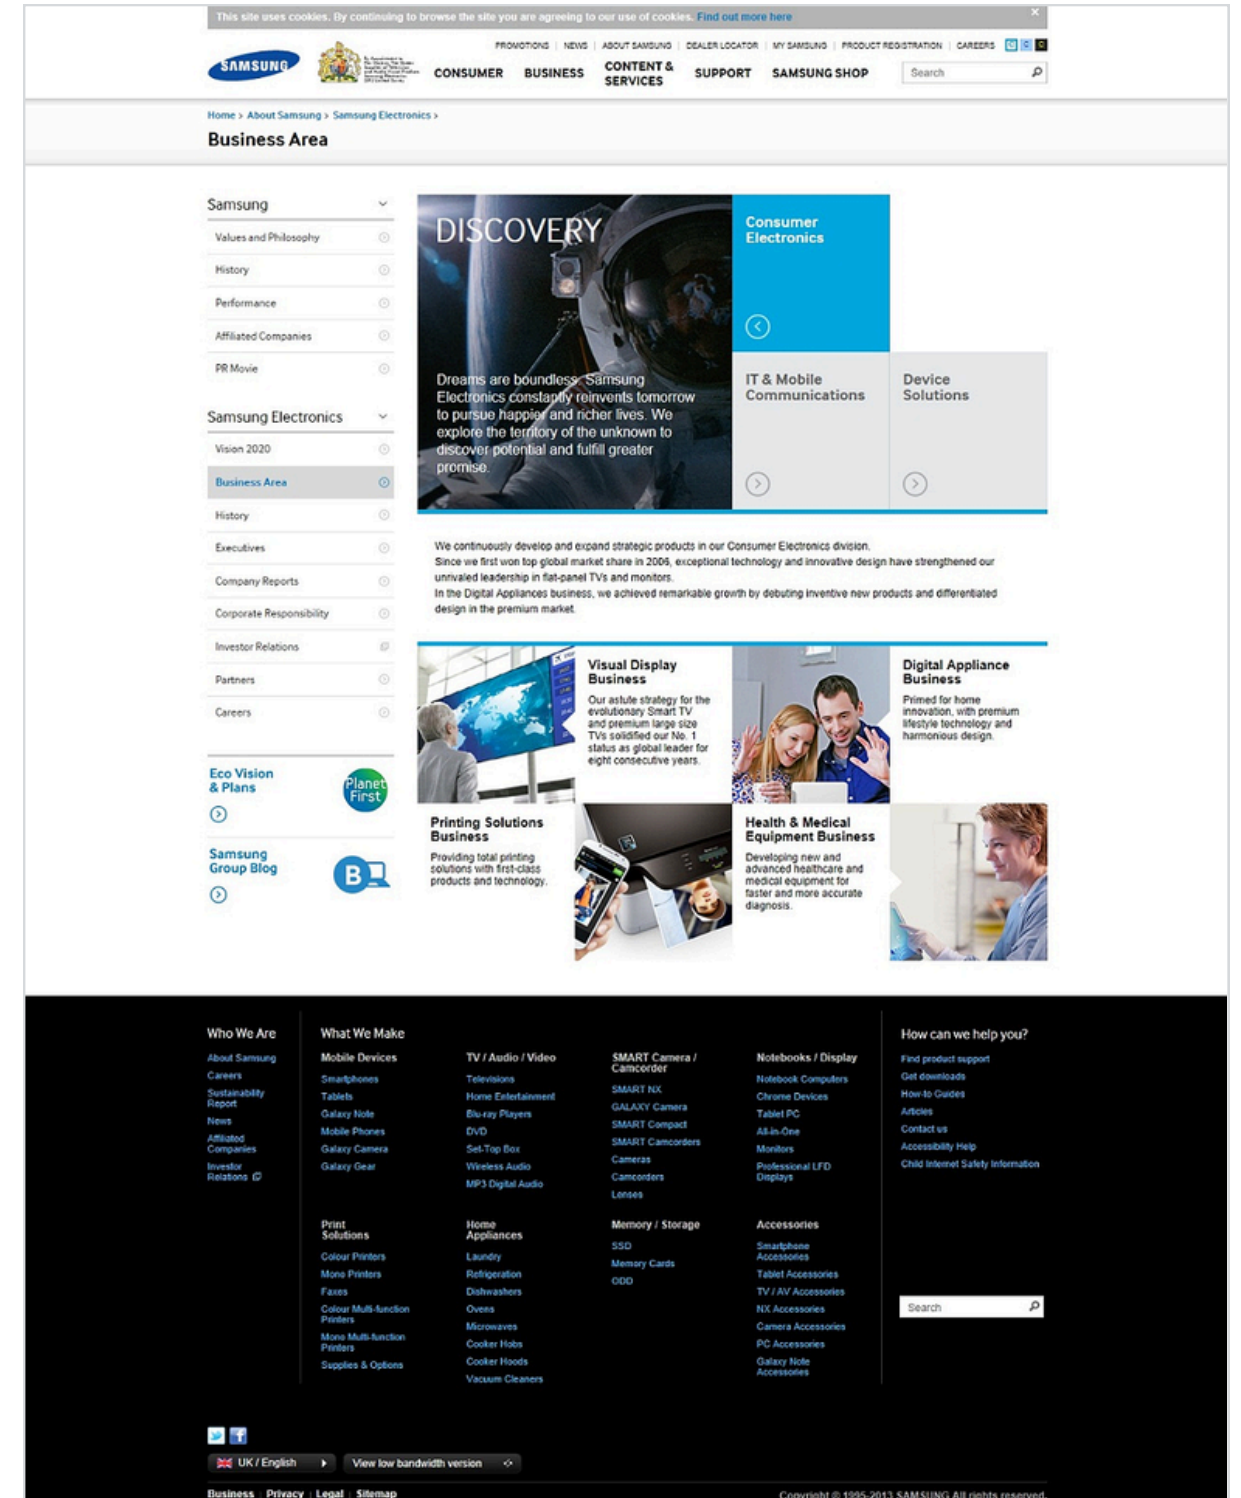 This site uses cookies. By continuing to browse the site you are agreeing to our use of cookies. Find out more here
PROMOTIONS | NEWS | ABOUT SAMSUNG | DEALER LOCATOR | MY SAMSUNG | PRODUCT REGISTRATION | CAREERS
SAMSUNG
CONSUMER BUSINESS CONTENT & SERVICES SUPPORT SAMSUNG SHOP
Search
Home > About Samsung > Samsung Electronics >
Business Area
Samsung
Values and Philosophy
History
Performance
Affiliated Companies
PR Movie
Samsung Electronics
Vision 2020
Business Area
History
Executives
Company Reports
Corporate Responsibility
Investor Relations
Partners
Careers
Eco Vision
& Plans
Planet
First
Samsung
Group Blog
B
DISCOVERY
Dreams are boundless. Samsung
Electronics constantly reinvents tomorrow
to pursue happier and richer lives. We
explore the territory of the unknown to
discover potential and fulfill greater
promise.
Consumer
Electronics
IT & Mobile
Communications
Device
Solutions
We continuously develop and expand strategic products in our Consumer Electronics division.
Since we first won top global market share in 2006, exceptional technology and innovative design have strengthened our
unrivaled leadership in flat-panel TVs and monitors.
In the Digital Appliances business, we achieved remarkable growth by debuting inventive new products and differentiated
design in the premium market.
Visual Display
Business
Our astute strategy for the
evolutionary Smart TV
and premium large size
TVs solidified our No. 1
status as global leader for
eight consecutive years.
Digital Appliance
Business
Primed for home
innovation, with premium
lifestyle technology and
harmonious design.
Printing Solutions
Business
Providing total printing
solutions with first-class
products and technology.
Health & Medical
Equipment Business
Developing new and
advanced healthcare and
medical equipment for
faster and more accurate
diagnosis.
Who We Are
About Samsung
Careers
Sustainability
Report
News
Affiliated
Companies
Investor
Relations
What We Make
Mobile Devices
Smartphones
Tablets
Galaxy Note
Mobile Phones
Galaxy Camera
Galaxy Gear
TV / Audio / Video
Televisions
Home Entertainment
Blu-ray Players
DVD
Set-Top Box
Wireless Audio
MP3 Digital Audio
SMART Camera /
Camcorder
SMART NX
GALAXY Camera
SMART Compact
SMART Camcorders
Cameras
Camcorders
Lenses
Notebooks / Display
Notebook Computers
Chrome Devices
Tablet PC
All-in-One
Monitors
Professional LFD
Displays
Print
Solutions
Colour Printers
Mono Printers
Faxes
Colour Multi-function
Printers
Mono Multi-function
Printers
Supplies & Options
Home
Appliances
Laundry
Refrigeration
Dishwashers
Ovens
Microwaves
Cooker Hobs
Cooker Hoods
Vacuum Cleaners
Memory / Storage
SSD
Memory Cards
ODD
Accessories
Smartphone
Accessories
Tablet Accessories
TV / AV Accessories
NX Accessories
Camera Accessories
PC Accessories
Galaxy Note
Accessories
How can we help you?
Find product support
Get downloads
How-to Guides
Articles
Contact us
Accessibility Help
Child Internet Safety Information
Search
UK / English
View low bandwidth version
Business | Privacy | Legal | Sitemap
Copyright © 1995-2013 SAMSUNG All rights reserved.